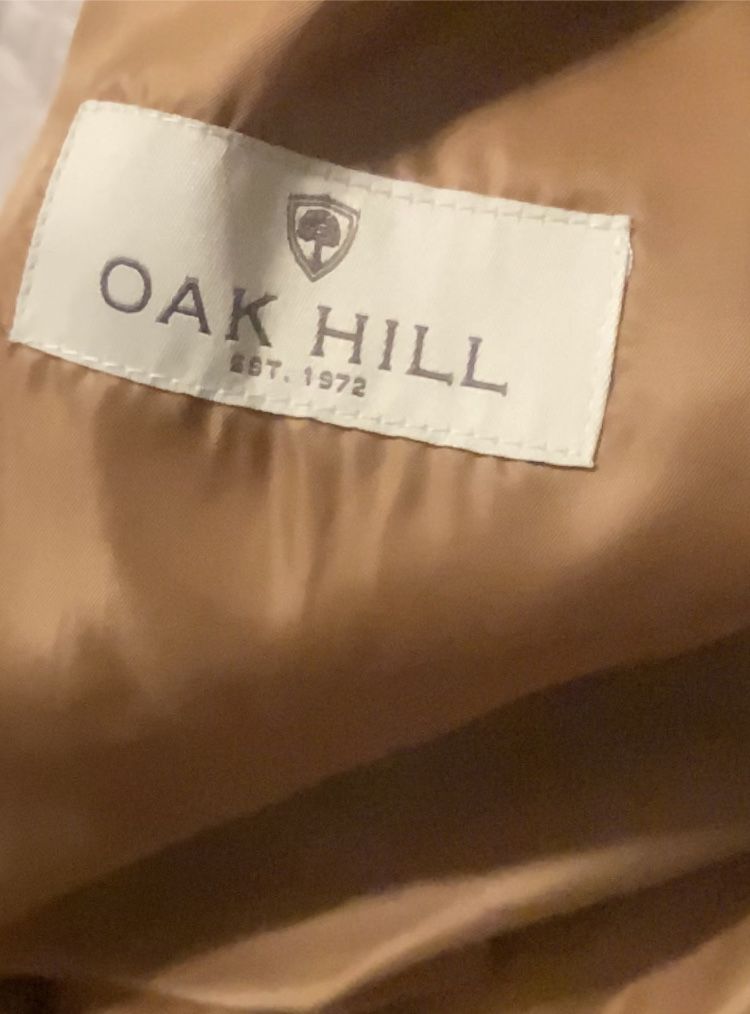 OAK HILL
EST. 1972